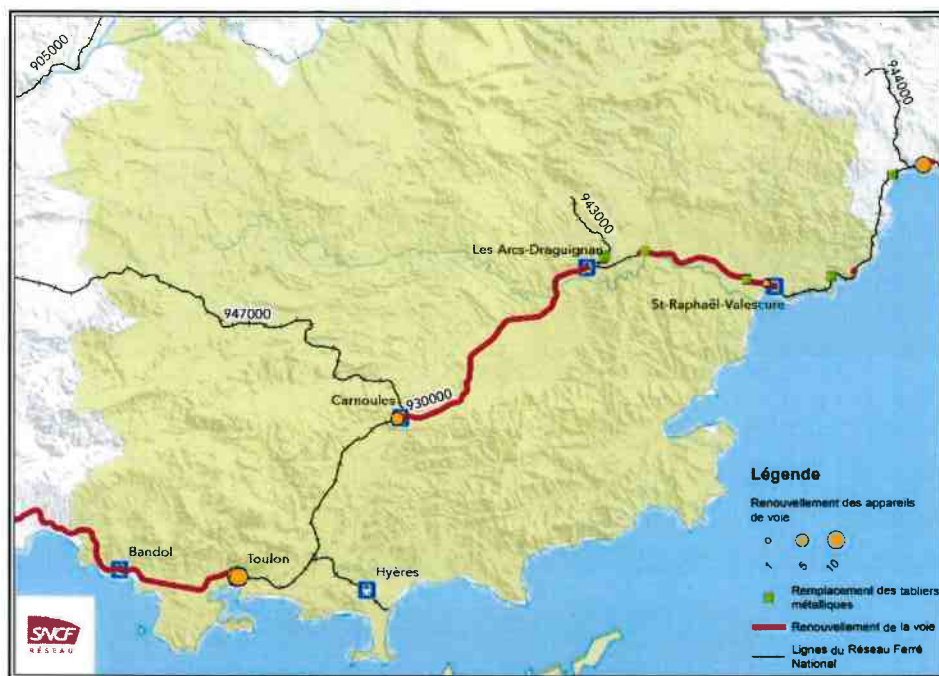 905000
944000
943000
Les Arcs-Draguignan
St-Raphaël-Valescure
947000
Carnoules
930000
Bandol
Toulon
Hyères
Légende
Renouvellement des appareils
de voie
1
5
10
Remplacement des tabliers
métalliques
Renouvellement de la voie
Lignes du Réseau Ferré
National
SNCF
RÉSEAU